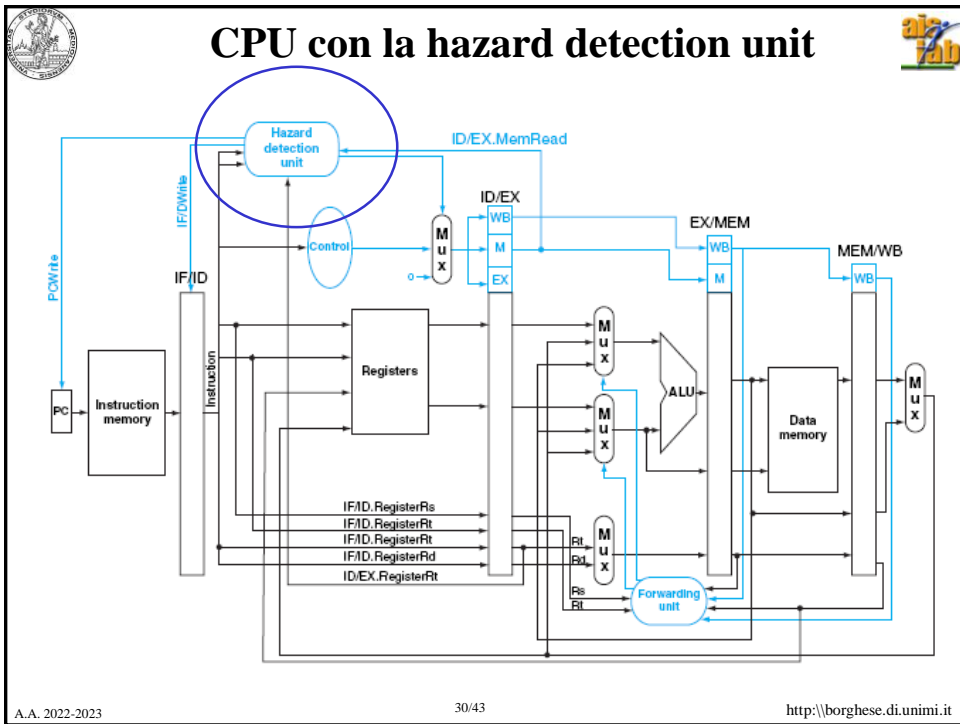 CPU con la hazard detection unit
Hazard
detection
unit
ID/EX.MemRead
ID/EX
WB
M
EX
EX/MEM
WB
M
MEM/WB
WB
Control
M
u
x
0
IF/DWrite
PCWrite
IF/ID
Instruction
PC
Instruction
memory
Registers
M
u
x
M
u
x
ALU
Data
memory
M
u
x
IF/ID.RegisterRs
IF/ID.RegisterRt
IF/ID.RegisterRt
IF/ID.RegisterRd
ID/EX.RegisterRt
Rt
Rd
M
u
x
Rs
Rt
Forwarding
unit
A.A. 2022-2023
30/43
http:\\borghese.di.unimi.it